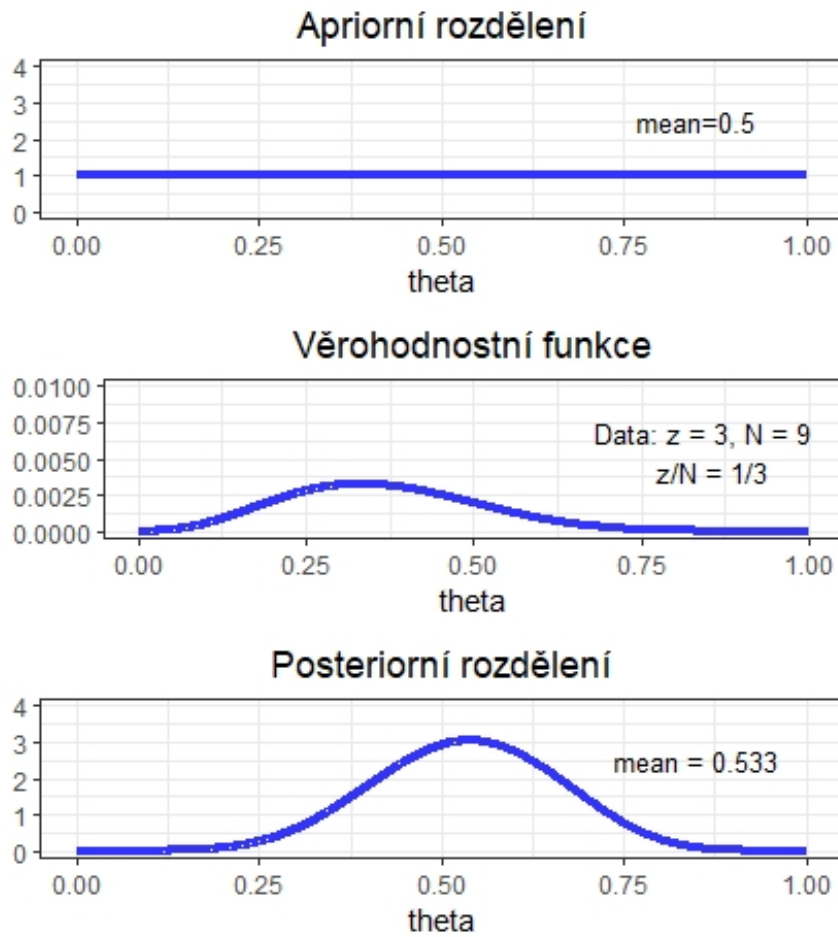 Apriorní rozdělení
4
3
2
1
0
mean=0.5
0.00 0.25 0.50 0.75 1.00
theta
Věrohodnostní funkce
0.0100
0.0075
0.0050
0.0025
0.0000
Data: z = 3, N = 9
z/N = 1/3
0.00 0.25 0.50 0.75 1.00
theta
Posteriorní rozdělení
4
3
2
1
0
mean = 0.533
0.00 0.25 0.50 0.75 1.00
theta